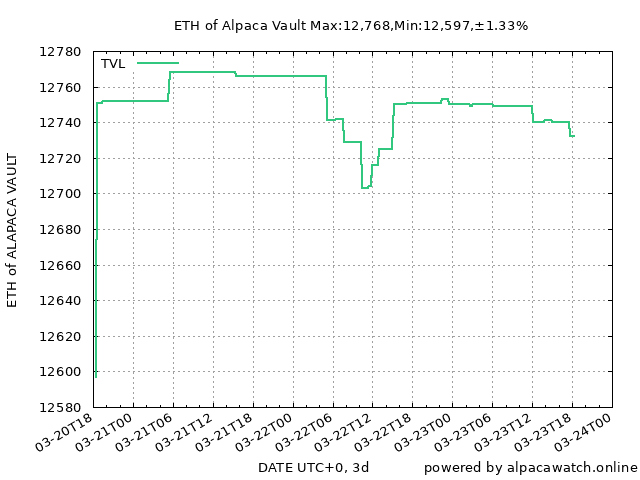 ETH of Alpaca Vault Max:12,768,Min:12,597,±1.33%
TVL
12780
12760
12740
12720
12700
12680
12660
12640
12620
12600
12580
ETH of ALAPACA VAULT
03-20T18
03-21T00
03-21T06
03-21T12
03-21T18
03-22T00
03-22T06
03-22T12
03-22T18
03-23T00
03-23T06
03-23T12
03-23T18
03-24T00
DATE UTC+0, 3d
powered by alpacawatch.online